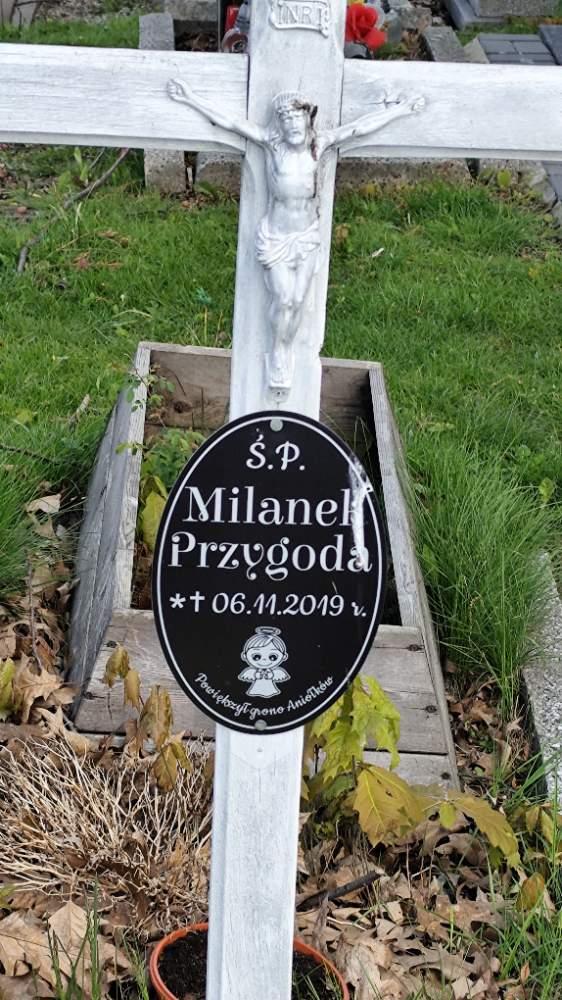 INRI
Ś.P.
Milanek
Przygoda
*✝ 06.11.2019 r.
Powiększył grono Aniołków